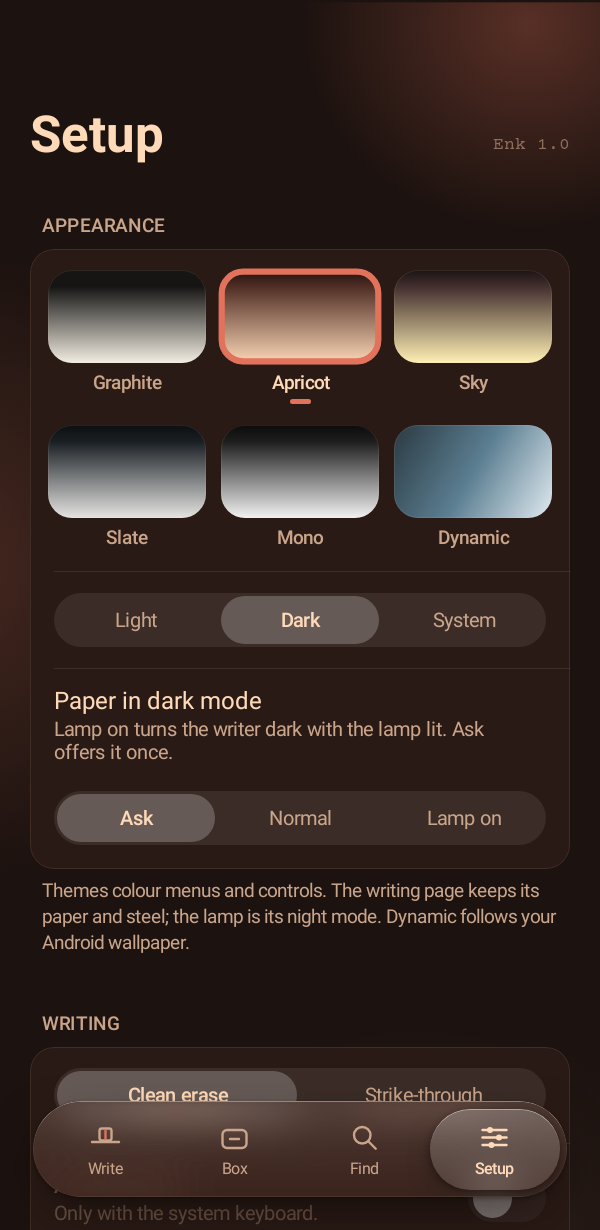 Setup
Enk 1.0
APPEARANCE
Graphite
Apricot
Sky
Slate
Mono
Dynamic
Light
Dark
System
Paper in dark mode
Lamp on turns the writer dark with the lamp lit. Ask
offers it once.
Ask
Normal
Lamp on
Themes colour menus and controls. The writing page keeps its
paper and steel; the lamp is its night mode. Dynamic follows your
Android wallpaper.
WRITING
Clean erase
Strike-through
Write
Box
Find
Setup
Only with the system keyboard.